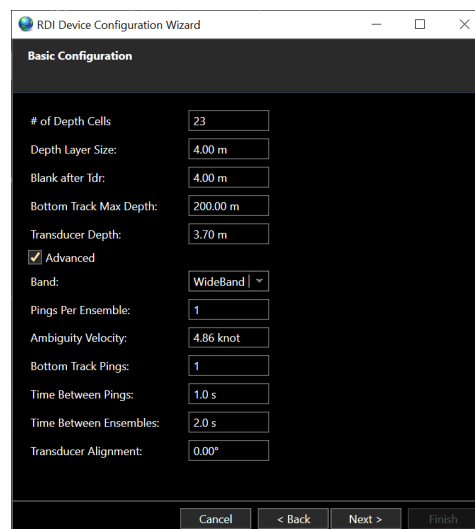 RDI Device Configuration Wizard
Basic Configuration
# of Depth Cells 23
Depth Layer Size: 4.00 m
Blank after Tdr: 4.00 m
Bottom Track Max Depth: 200.00 m
Transducer Depth: 3.70 m
Advanced
Band: WideBand
Pings Per Ensemble: 1
Ambiguity Velocity: 4.86 knot
Bottom Track Pings: 1
Time Between Pings: 1.0 s
Time Between Ensembles: 2.0 s
Transducer Alignment: 0.00°
Cancel < Back Next > Finish